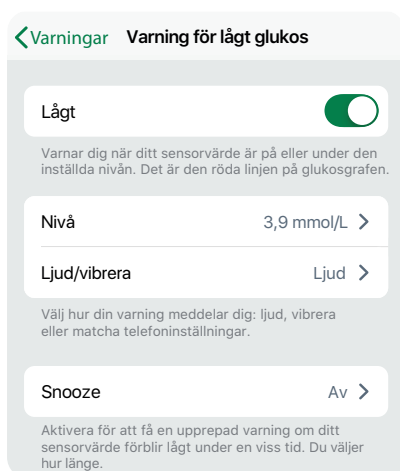 Varningar Varning för lågt glukos
Lågt
Varnar dig när ditt sensorvärde är på eller under den
inställda nivån. Det är den röda linjen på glukosgrafen.
Nivå 3,9 mmol/L
Ljud/vibrera Ljud
Välj hur din varning meddelar dig: ljud, vibrera
eller matcha telefoninställningar.
Snooze Av
Aktivera för att få en upprepad varning om ditt
sensorvärde förblir lågt under en viss tid. Du väljer
hur länge.